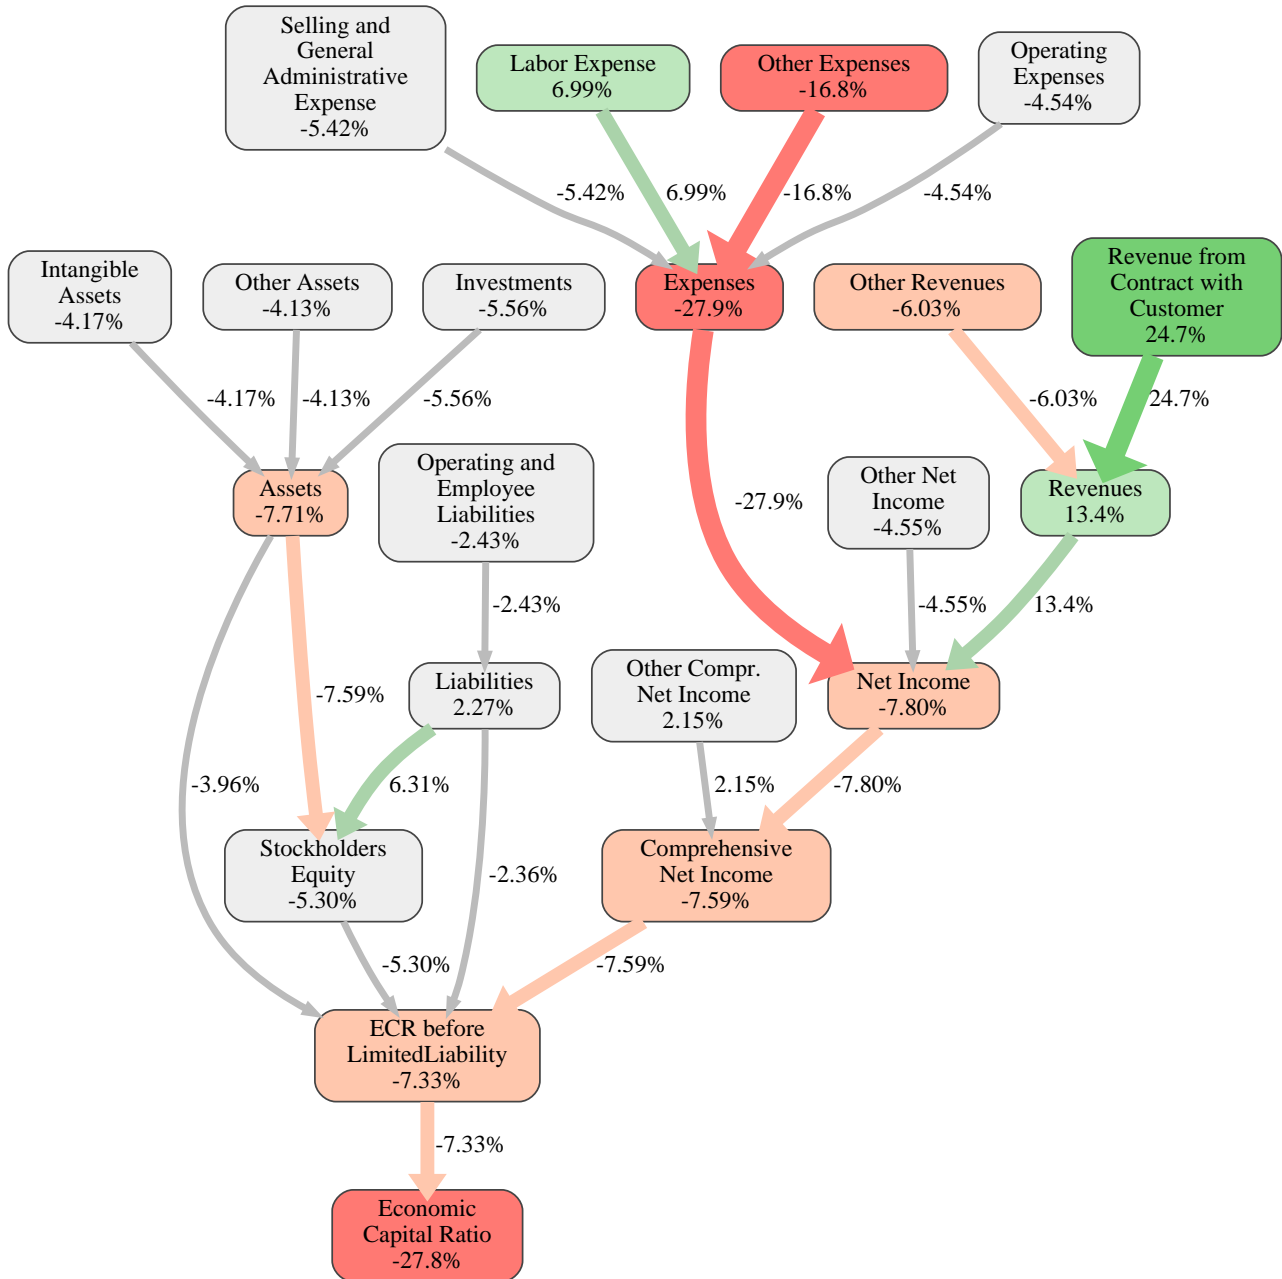 Selling and
General
Administrative
Expense
-5.42%
Labor Expense
6.99%
Other Expenses
-16.8%
Operating
Expenses
-4.54%
-5.42%
6.99%
-16.8%
-4.54%
Intangible
Assets
-4.17%
Other Assets
-4.13%
Investments
-5.56%
Expenses
-27.9%
Other Revenues
-6.03%
Revenue from
Contract with
Customer
24.7%
-4.17%
-4.13%
-5.56%
-6.03%
24.7%
Assets
-7.71%
Operating and
Employee
Liabilities
-2.43%
-27.9%
Other Net
Income
-4.55%
Revenues
13.4%
-2.43%
-4.55%
13.4%
-7.59%
Liabilities
2.27%
Other Compr.
Net Income
2.15%
Net Income
-7.80%
-3.96%
6.31%
2.15%
-7.80%
Stockholders
Equity
-5.30%
-2.36%
Comprehensive
Net Income
-7.59%
-5.30%
-7.59%
ECR before
LimitedLiability
-7.33%
-7.33%
Economic
Capital Ratio
-27.8%